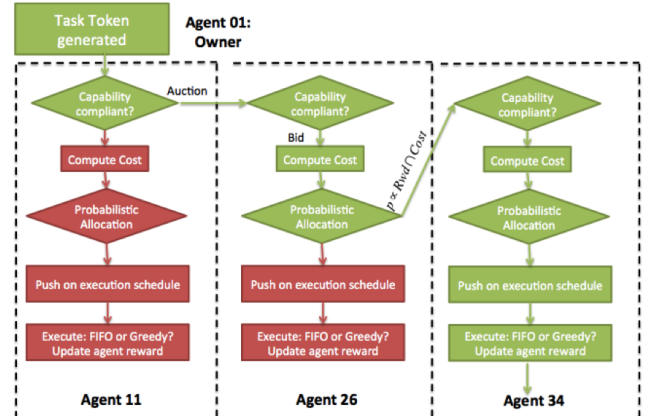 Task Token
generated
Agent 01:
Owner
Capability
compliant?
Auction
Capability
compliant?
Capability
compliant?
Compute Cost
Bid
Compute Cost
Compute Cost
Probabilistic
Allocation
Probabilistic
Allocation
p ∝ Rwd ∩ Cost
Probabilistic
Allocation
Push on execution schedule
Push on execution schedule
Push on execution schedule
Execute: FIFO or Greedy?
Update agent reward
Execute: FIFO or Greedy?
Update agent reward
Execute: FIFO or Greedy?
Update agent reward
Agent 11
Agent 26
Agent 34